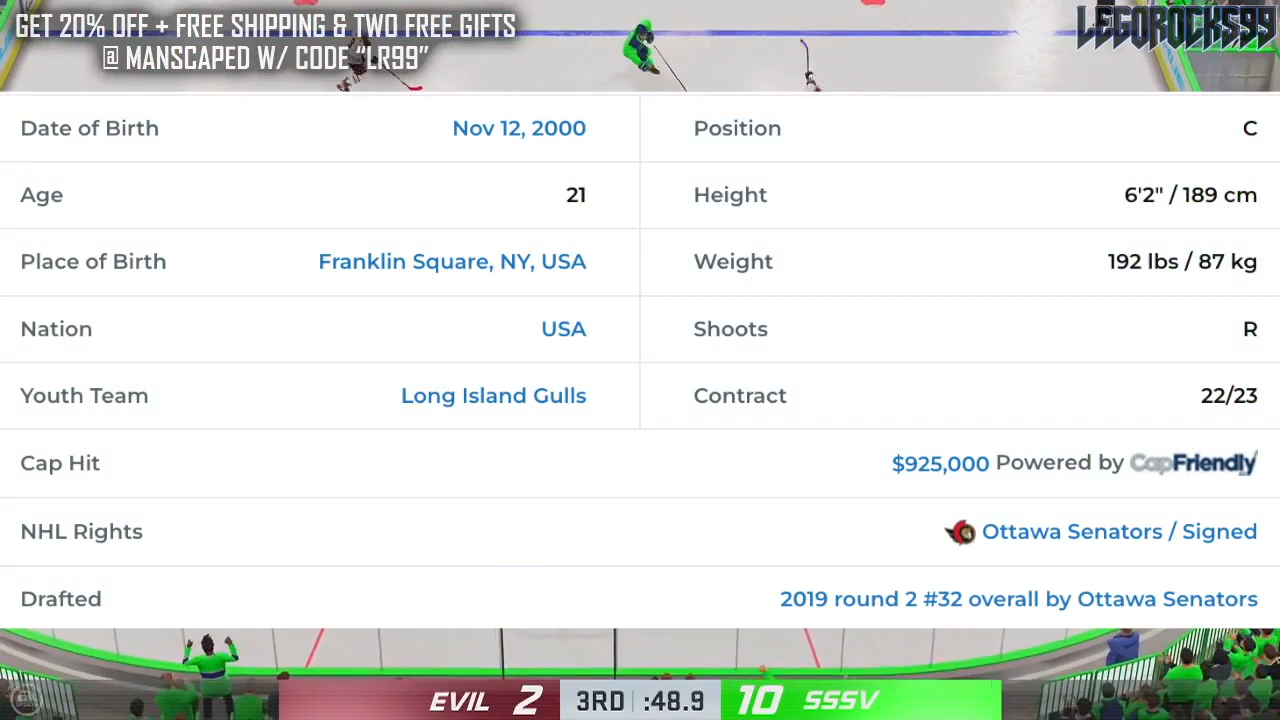 GET 20% OFF + FREE SHIPPING & TWO FREE GIFTS
@ MANSCAPED W/ CODE "LR99"
LEGOROCKS99
Date of Birth Nov 12, 2000 Position C
Age 21 Height 6'2" / 189 cm
Place of Birth Franklin Square, NY, USA Weight 192 lbs / 87 kg
Nation USA Shoots R
Youth Team Long Island Gulls Contract 22/23
Cap Hit $925,000 Powered by CapFriendly
NHL Rights Ottawa Senators / Signed
Drafted 2019 round 2 #32 overall by Ottawa Senators
EVIL 2 3RD :48.9 10 SSSV